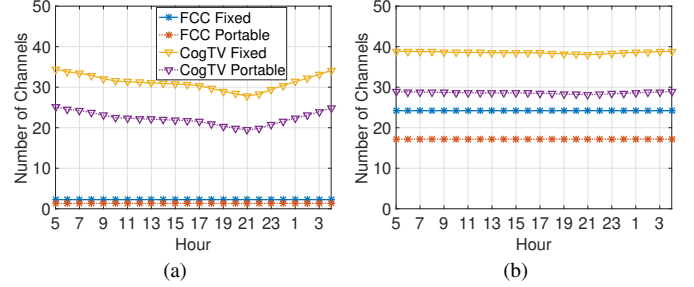 50
40
30
20
10
0
Number of Channels
FCC Fixed
FCC Portable
CogTV Fixed
CogTV Portable
5 7 9 11 13 15 17 19 21 23 1 3
Hour
(a)
50
40
30
20
10
0
Number of Channels
5 7 9 11 13 15 17 19 21 23 1 3
Hour
(b)